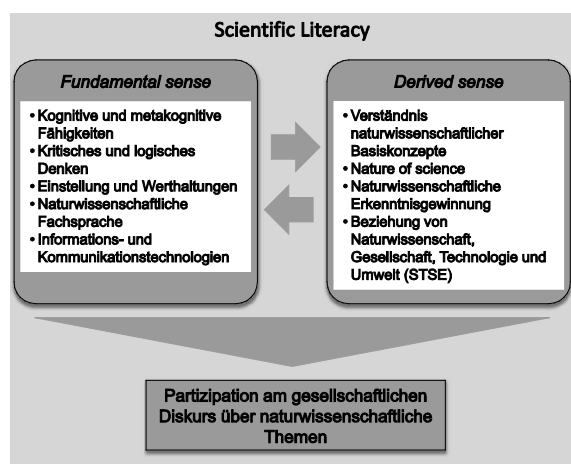 Scientific Literacy
Fundamental sense
• Kognitive und metakognitive
Fähigkeiten
• Kritisches und logisches
Denken
• Einstellung und Werthaltungen
• Naturwissenschaftliche
Fachsprache
• Informations- und
Kommunikationstechnologien
Derived sense
• Verständnis
naturwissenschaftlicher
Basiskonzepte
• Nature of science
• Naturwissenschaftliche
Erkenntnisgewinnung
• Beziehung von
Naturwissenschaft,
Gesellschaft, Technologie und
Umwelt (STSE)
Partizipation am gesellschaftlichen
Diskurs über naturwissenschaftliche
Themen